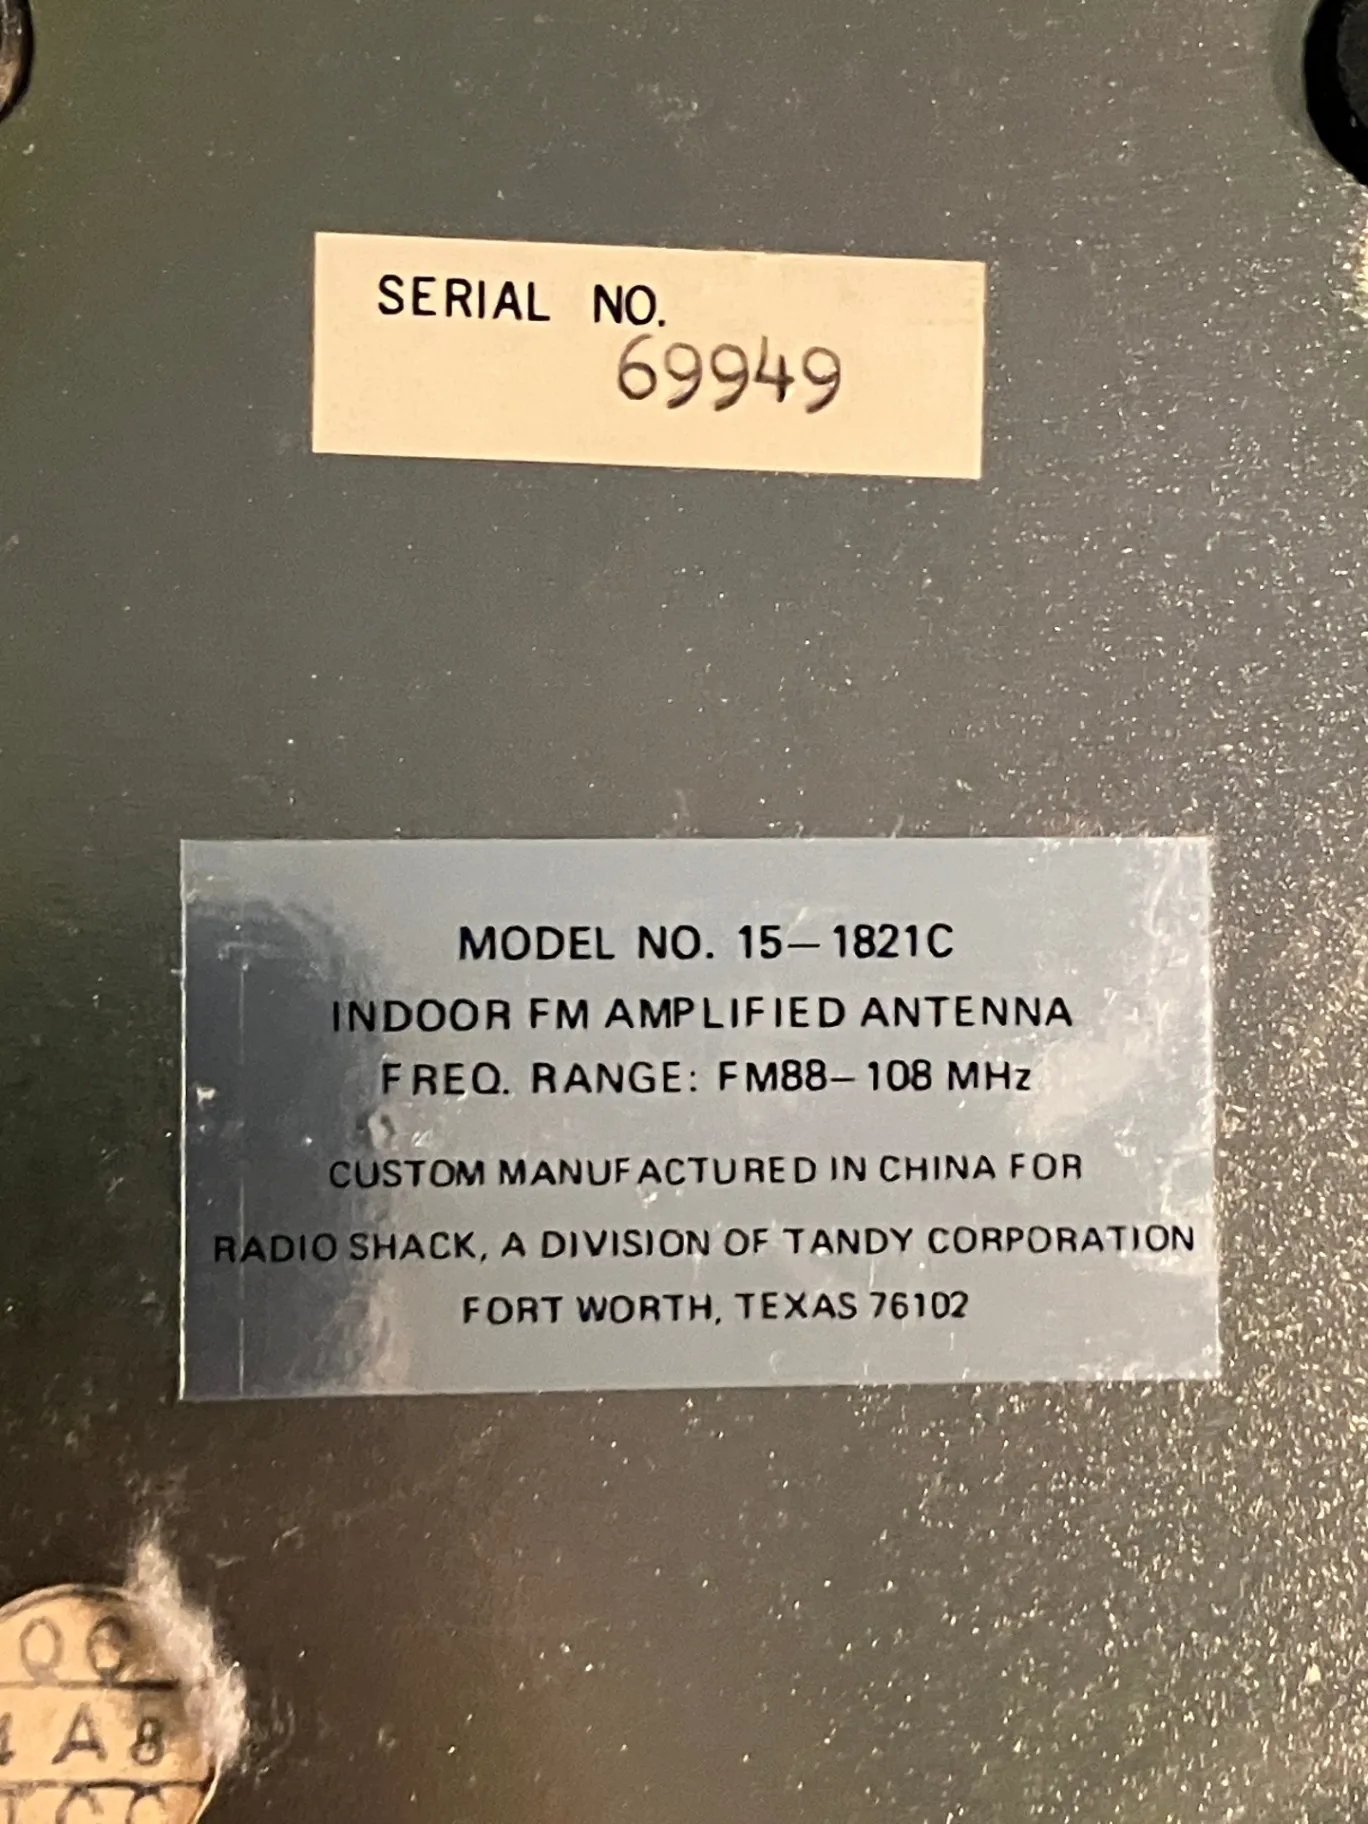 SERIAL NO.
69949
MODEL NO. 15–1821C
INDOOR FM AMPLIFIED ANTENNA
FREQ. RANGE: FM88–108 MHz
CUSTOM MANUFACTURED IN CHINA FOR
RADIO SHACK, A DIVISION OF TANDY CORPORATION
FORT WORTH, TEXAS 76102
A8